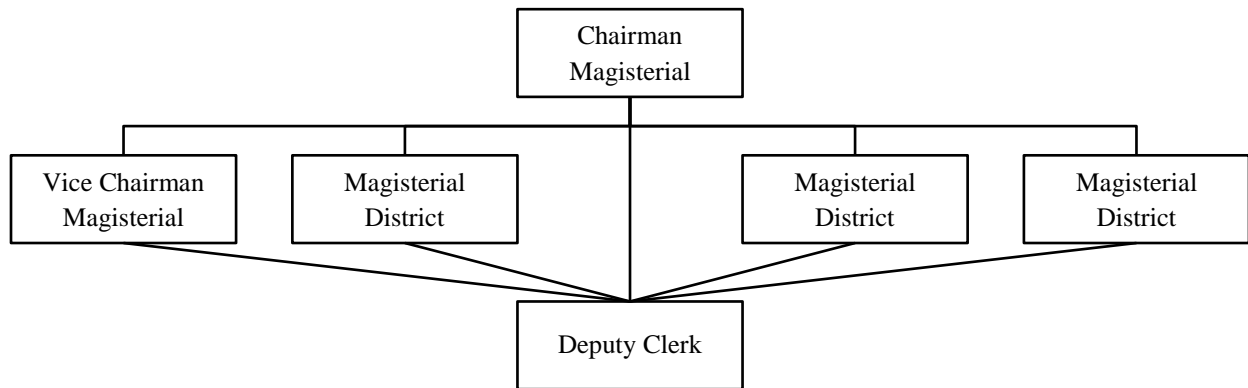 Chairman
Magisterial
Vice Chairman
Magisterial
Magisterial
District
Magisterial
District
Magisterial
District
Deputy Clerk